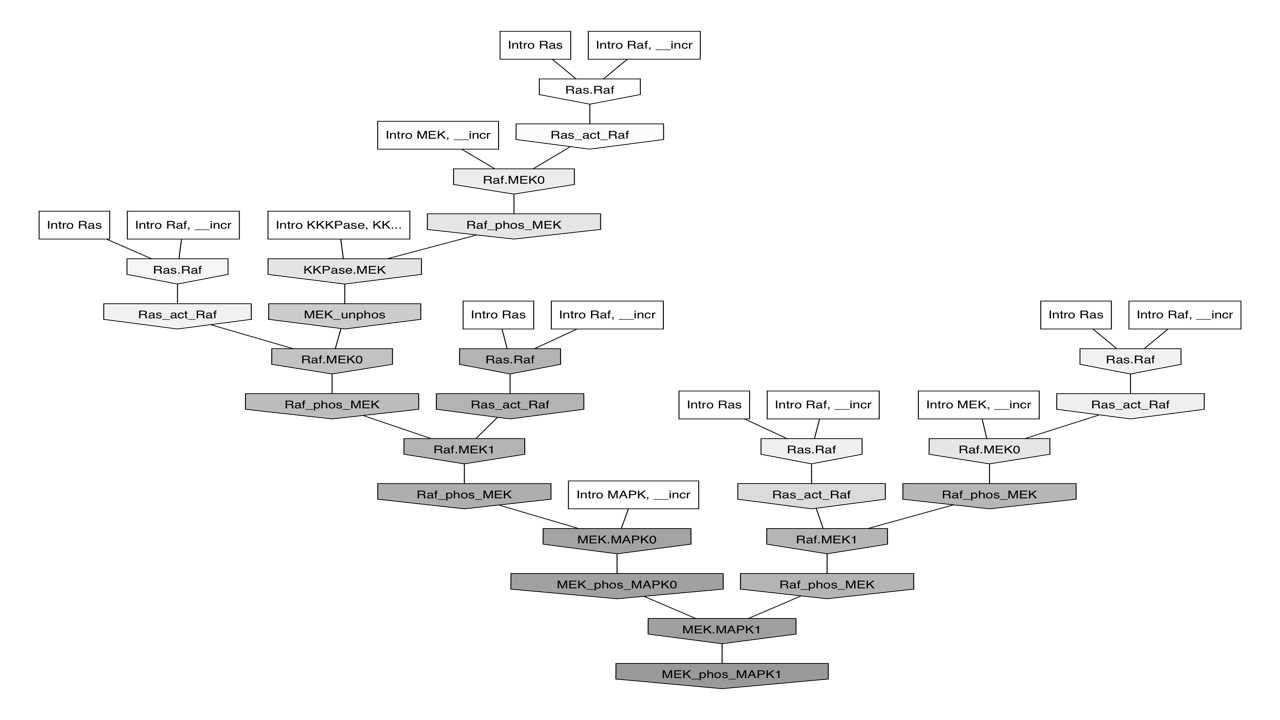 Intro Ras
Intro Raf, __incr
Ras.Raf
Intro MEK, __incr
Ras_act_Raf
Raf.MEK0
Intro Ras
Intro Raf, __incr
Intro KKKPase, KK...
Raf_phos_MEK
Ras.Raf
KKPase.MEK
Ras_act_Raf
MEK_unphos
Intro Ras
Intro Raf, __incr
Intro Ras
Intro Raf, __incr
Raf.MEK0
Ras.Raf
Ras.Raf
Raf_phos_MEK
Ras_act_Raf
Intro Ras
Intro Raf, __incr
Intro MEK, __incr
Ras_act_Raf
Raf.MEK1
Ras.Raf
Raf.MEK0
Raf_phos_MEK
Intro MAPK, __incr
Ras_act_Raf
Raf_phos_MEK
MEK.MAPK0
Raf.MEK1
MEK_phos_MAPK0
Raf_phos_MEK
MEK.MAPK1
MEK_phos_MAPK1